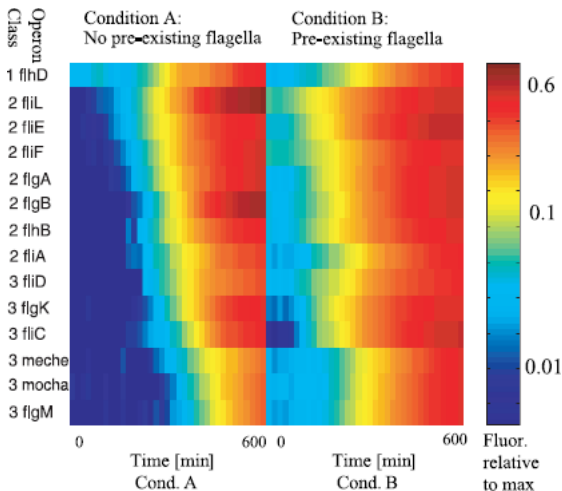 Operon
Class
Condition A:
No pre-existing flagella
Condition B:
Pre-existing flagella
1 flhD
2 fliL
2 fliE
2 fliF
2 flgA
2 flgB
2 flhB
2 fliA
3 fliD
3 flgK
3 fliC
3 meche
3 mocha
3 flgM
0.6
0.1
0.01
0 600 0 600
Time [min] Time [min]
Cond. A Cond. B
Fluor.
relative
to max